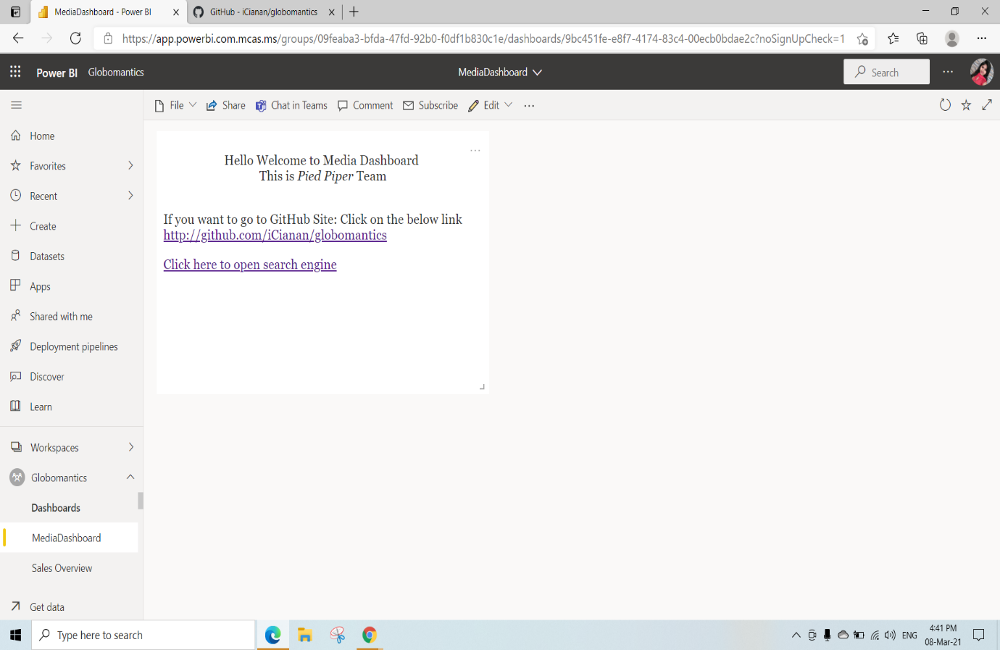 MediaDashboard - Power BI
GitHub - iCianan/globomantics
https://app.powerbi.com.mcas.ms/groups/09feaba3-bfda-47fd-92b0-f0df1b830c1e/dashboards/9bc451fe-e8f7-4174-83c4-00ecb0bdae2c?noSignUpCheck=1
Power BI Globomantics
MediaDashboard
Search
File
Share
Chat in Teams
Comment
Subscribe
Edit
Home
Favorites
Recent
Create
Datasets
Apps
Shared with me
Deployment pipelines
Discover
Learn
Workspaces
Globomantics
Dashboards
MediaDashboard
Sales Overview
Get data
Hello Welcome to Media Dashboard
This is Pied Piper Team
If you want to go to GitHub Site: Click on the below link
http://github.com/iCianan/globomantics
Click here to open search engine
Type here to search
ENG
4:41 PM
08-Mar-21